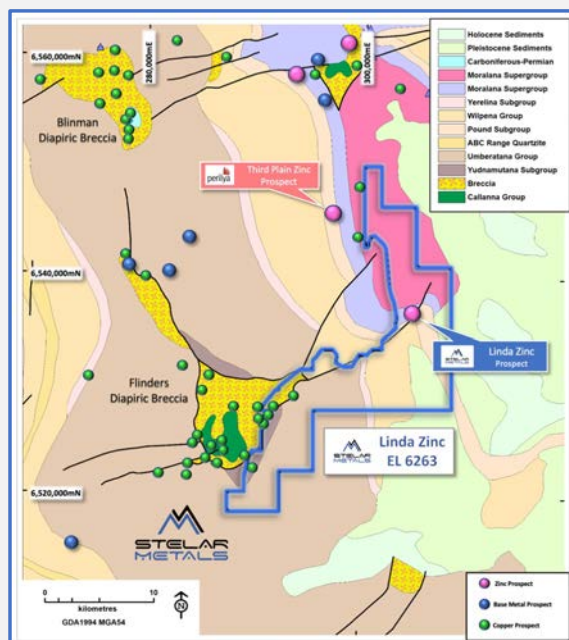 6,560,000mN
280,000mE
300,000mE
Holocene Sediments
Pleistocene Sediments
Carboniferous-Permian
Moralana Supergroup
Moralana Supergroup
Yerelina Subgroup
Wilpena Group
Pound Subgroup
ABC Range Quartzite
Umberatana Group
Yudnamutana Subgroup
Breccia
Callanna Group
Blinman
Diapiric Breccia
perilya
Third Plain Zinc
Prospect
6,540,000mN
STELAR
METALS
Linda Zinc
Prospect
Flinders
Diapiric Breccia
STELAR
METALS
Linda Zinc
EL 6263
6,520,000mN
STELAR
METALS
0
10
kilometres
GDA1994 MGA54
N
Zinc Prospect
Base Metal Prospect
Copper Prospect